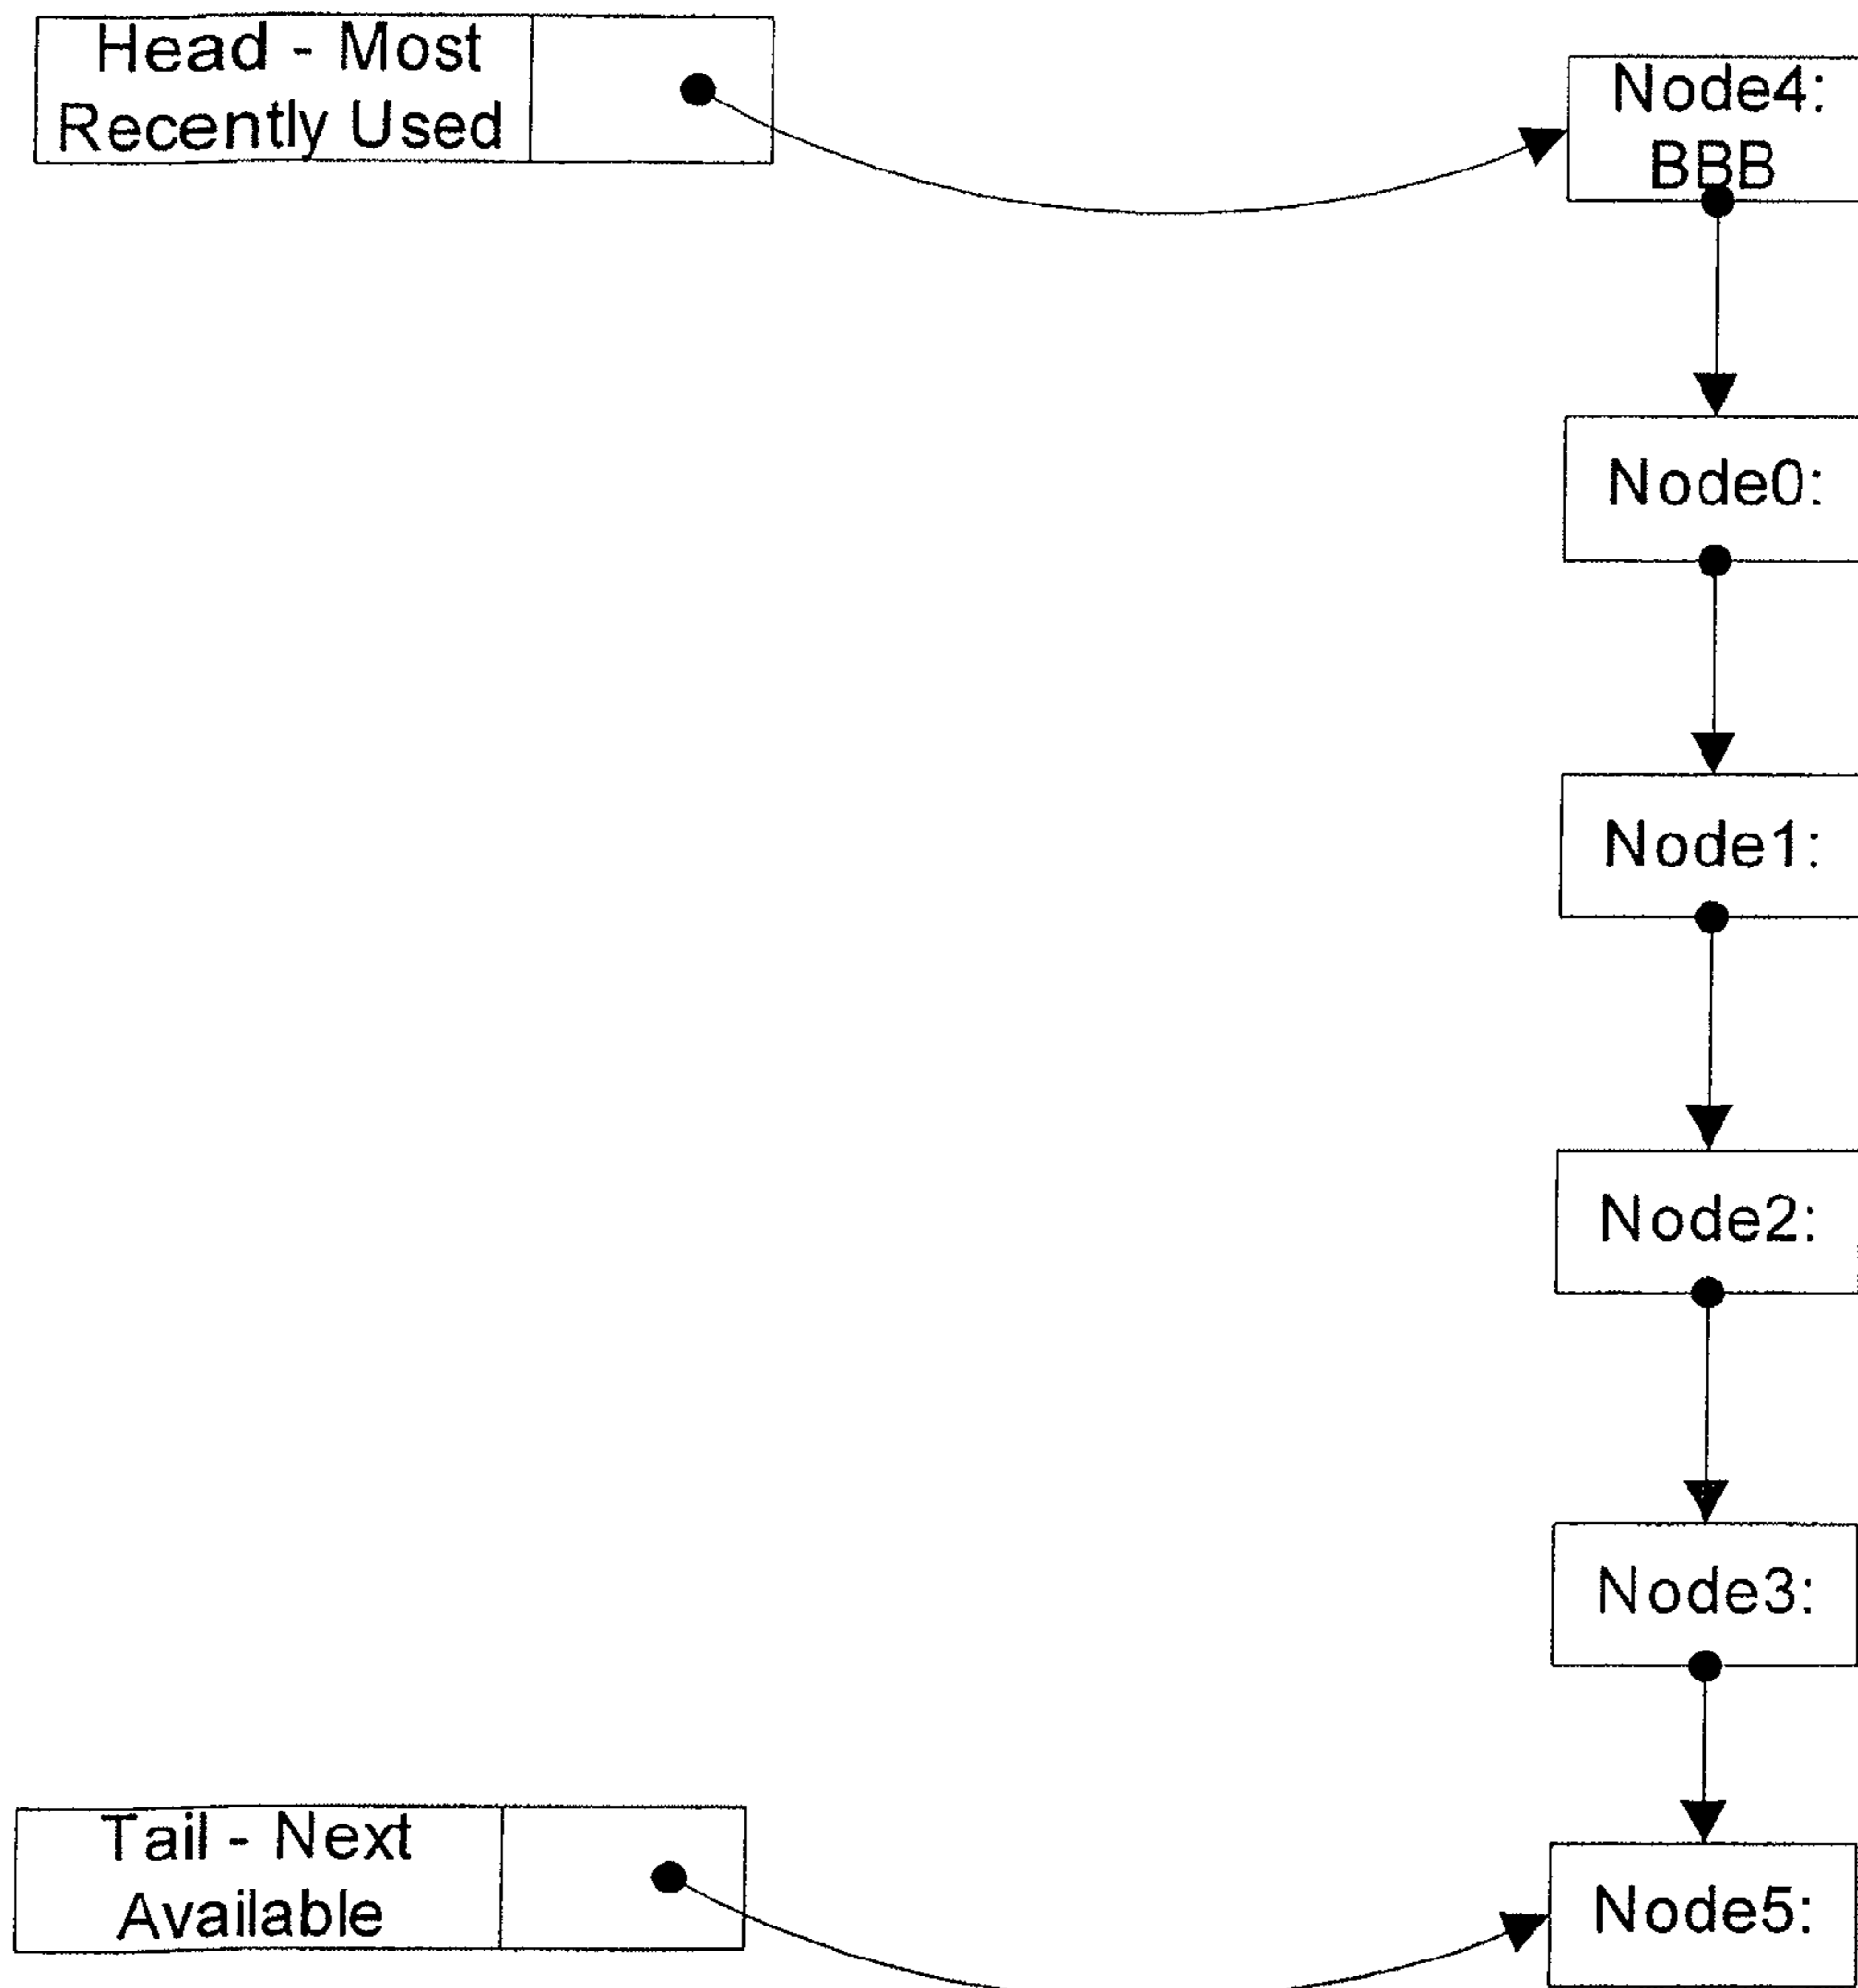 Head - Most
Recently Used
Node4:
BBB
Node0:
Node1:
Node2:
Node3:
Tail - Next
Available
Node5: